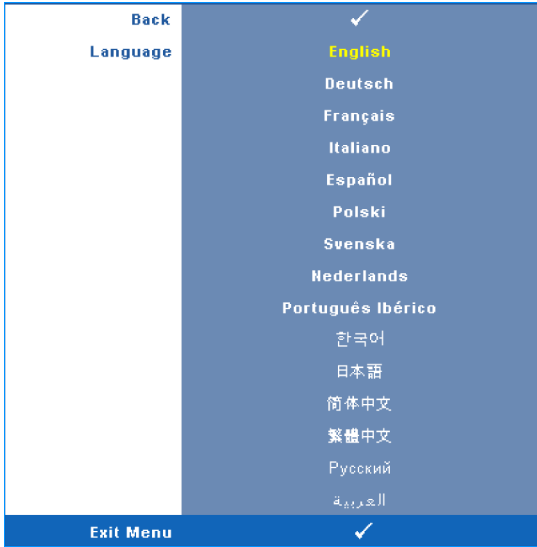 Back ✓
Language English
Deutsch
Français
Italiano
Español
Polski
Svenska
Nederlands
Português Ibérico
한국어
日本語
简体中文
繁體中文
Русский
العربية
Exit Menu ✓